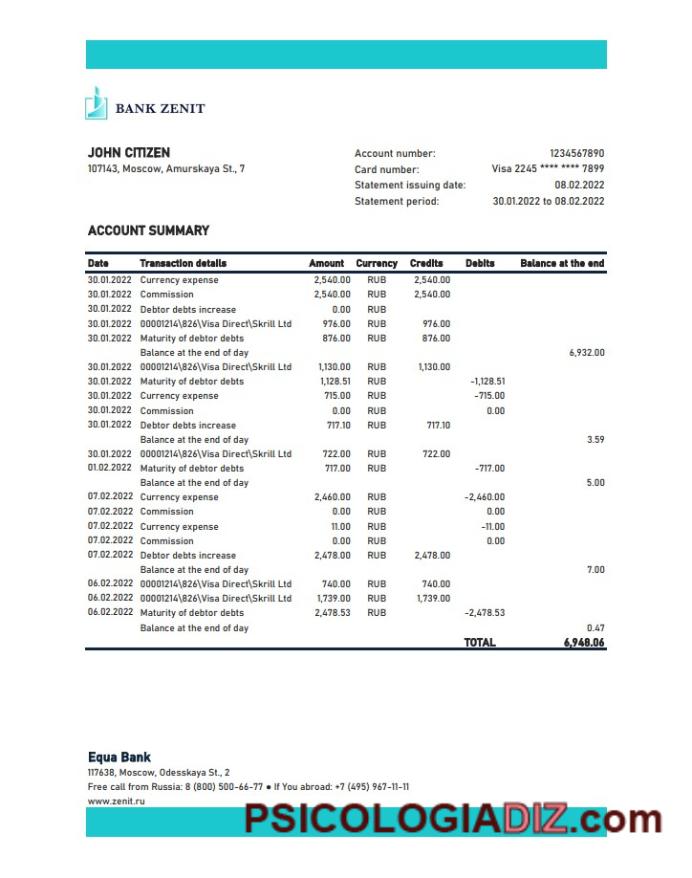 BANK ZENIT
JOHN CITIZEN
107143, Moscow, Amurskaya St., 7
Account number: 1234567890
Card number: Visa 2245 **** **** 7899
Statement issuing date: 08.02.2022
Statement period: 30.01.2022 to 08.02.2022
ACCOUNT SUMMARY
Date Transaction details Amount Currency Credits Debits Balance at the end
30.01.2022 Currency expense 2,540.00 RUB 2,540.00
30.01.2022 Commission 2,540.00 RUB 2,540.00
30.01.2022 Debtor debts increase 0.00 RUB
30.01.2022 00001214\826\Visa Direct\Skrill Ltd 976.00 RUB 976.00
30.01.2022 Maturity of debtor debts 876.00 RUB 876.00
Balance at the end of day 6,932.00
30.01.2022 00001214\826\Visa Direct\Skrill Ltd 1,130.00 RUB 1,130.00
30.01.2022 Maturity of debtor debts 1,128.51 RUB -1,128.51
30.01.2022 Currency expense 715.00 RUB -715.00
30.01.2022 Commission 0.00 RUB 0.00
30.01.2022 Debtor debts increase 717.10 RUB 717.10
Balance at the end of day 3.59
30.01.2022 00001214\826\Visa Direct\Skrill Ltd 722.00 RUB 722.00
01.02.2022 Maturity of debtor debts 717.00 RUB -717.00
Balance at the end of day 5.00
07.02.2022 Currency expense 2,460.00 RUB -2,460.00
07.02.2022 Commission 0.00 RUB 0.00
07.02.2022 Currency expense 11.00 RUB -11.00
07.02.2022 Commission 0.00 RUB 0.00
07.02.2022 Debtor debts increase 2,478.00 RUB 2,478.00
Balance at the end of day 7.00
06.02.2022 00001214\826\Visa Direct\Skrill Ltd 740.00 RUB 740.00
06.02.2022 00001214\826\Visa Direct\Skrill Ltd 1,739.00 RUB 1,739.00
06.02.2022 Maturity of debtor debts 2,478.53 RUB -2,478.53
Balance at the end of day 0.47
TOTAL 6,948.06
Equa Bank
117638, Moscow, Odesskaya St., 2
Free call from Russia: 8 (800) 500-66-77 ● If You abroad: +7 (495) 967-11-11
www.zenit.ru
PSICOLOGIADIZ.com